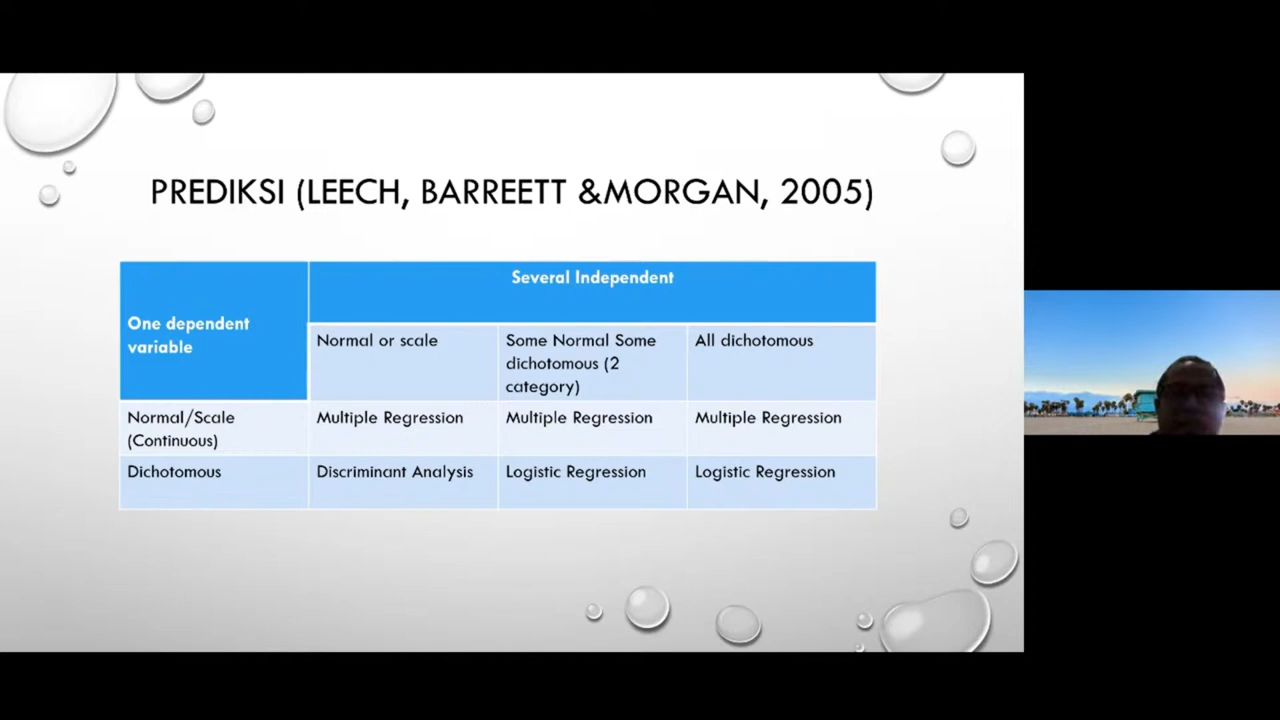 PREDIKSI (LEECH, BARREETT &MORGAN, 2005)
One dependent
variable
Several Independent
Normal or scale
Some Normal Some
dichotomous (2
category)
All dichotomous
Normal/Scale
(Continuous)
Multiple Regression
Multiple Regression
Multiple Regression
Dichotomous
Discriminant Analysis
Logistic Regression
Logistic Regression